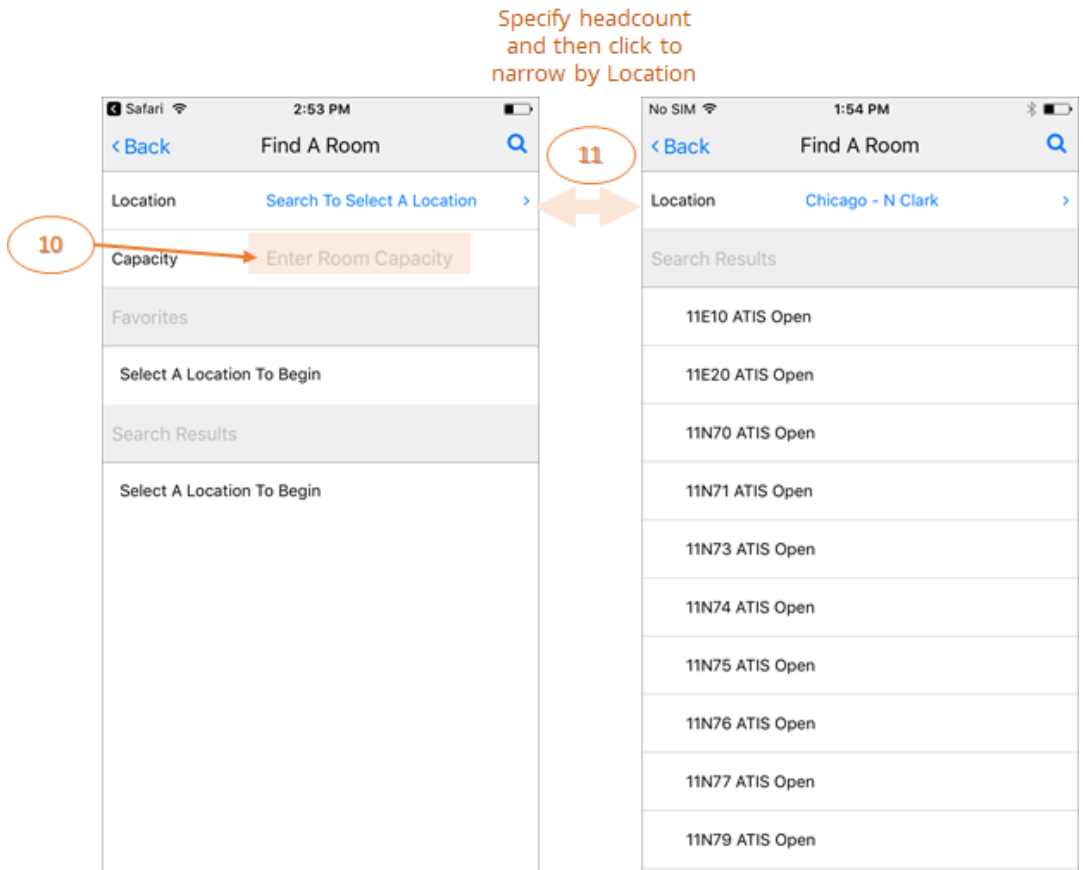 Specify headcount
and then click to
narrow by Location
Safari 2:53 PM
< Back Find A Room
Location Search To Select A Location >
10
Capacity Enter Room Capacity
Favorites
Select A Location To Begin
Search Results
Select A Location To Begin
11
No SIM 1:54 PM
< Back Find A Room
Location Chicago - N Clark >
Search Results
11E10 ATIS Open
11E20 ATIS Open
11N70 ATIS Open
11N71 ATIS Open
11N73 ATIS Open
11N74 ATIS Open
11N75 ATIS Open
11N76 ATIS Open
11N77 ATIS Open
11N79 ATIS Open